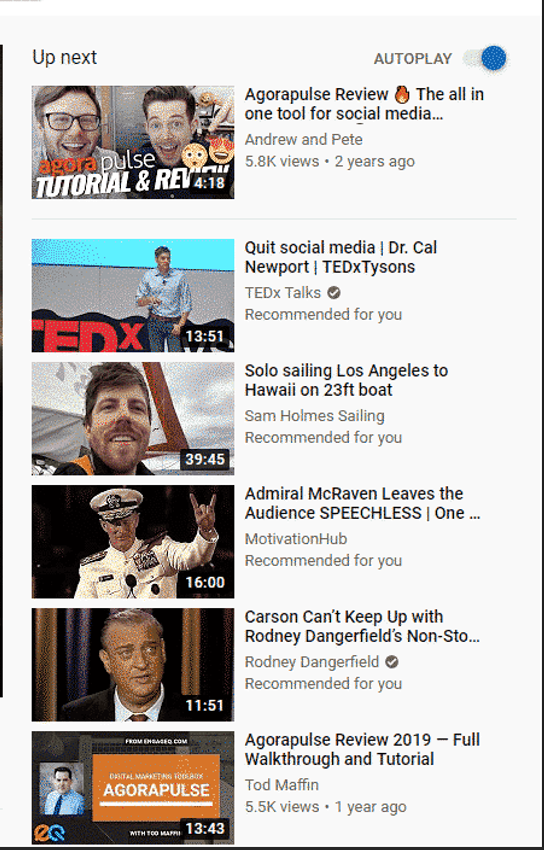 Up next
AUTOPLAY
Agorapulse Review 🔥 The all in
one tool for social media…
Andrew and Pete
5.8K views • 2 years ago
agora pulse
TUTORIAL & REVIEW
4:18
Quit social media | Dr. Cal
Newport | TEDxTysons
TEDx Talks
Recommended for you
TEDx
13:51
Solo sailing Los Angeles to
Hawaii on 23ft boat
Sam Holmes Sailing
Recommended for you
39:45
Admiral McRaven Leaves the
Audience SPEECHLESS | One ...
MotivationHub
Recommended for you
16:00
Carson Can't Keep Up with
Rodney Dangerfield's Non-Sto...
Rodney Dangerfield
Recommended for you
11:51
Agorapulse Review 2019 — Full
Walkthrough and Tutorial
Tod Maffin
5.5K views • 1 year ago
FROM ENGAGEQ.COM
DIGITAL MARKETING TOOLBOX
AGORAPULSE
WITH TOD MAFFIN
EQ
13:43